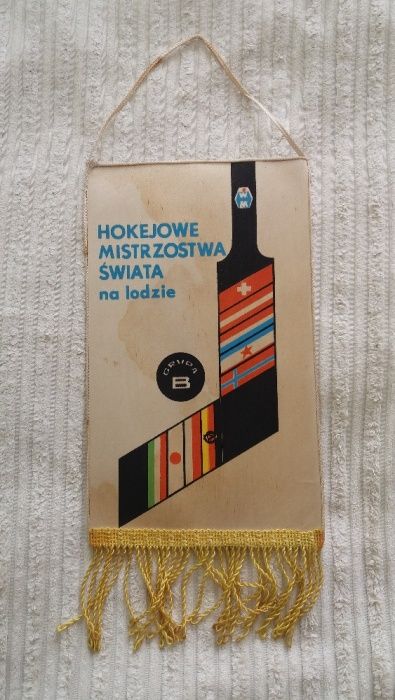 HOKEJOWE
MISTRZOSTWA
ŚWIATA
na lodzie
GRUPA
B